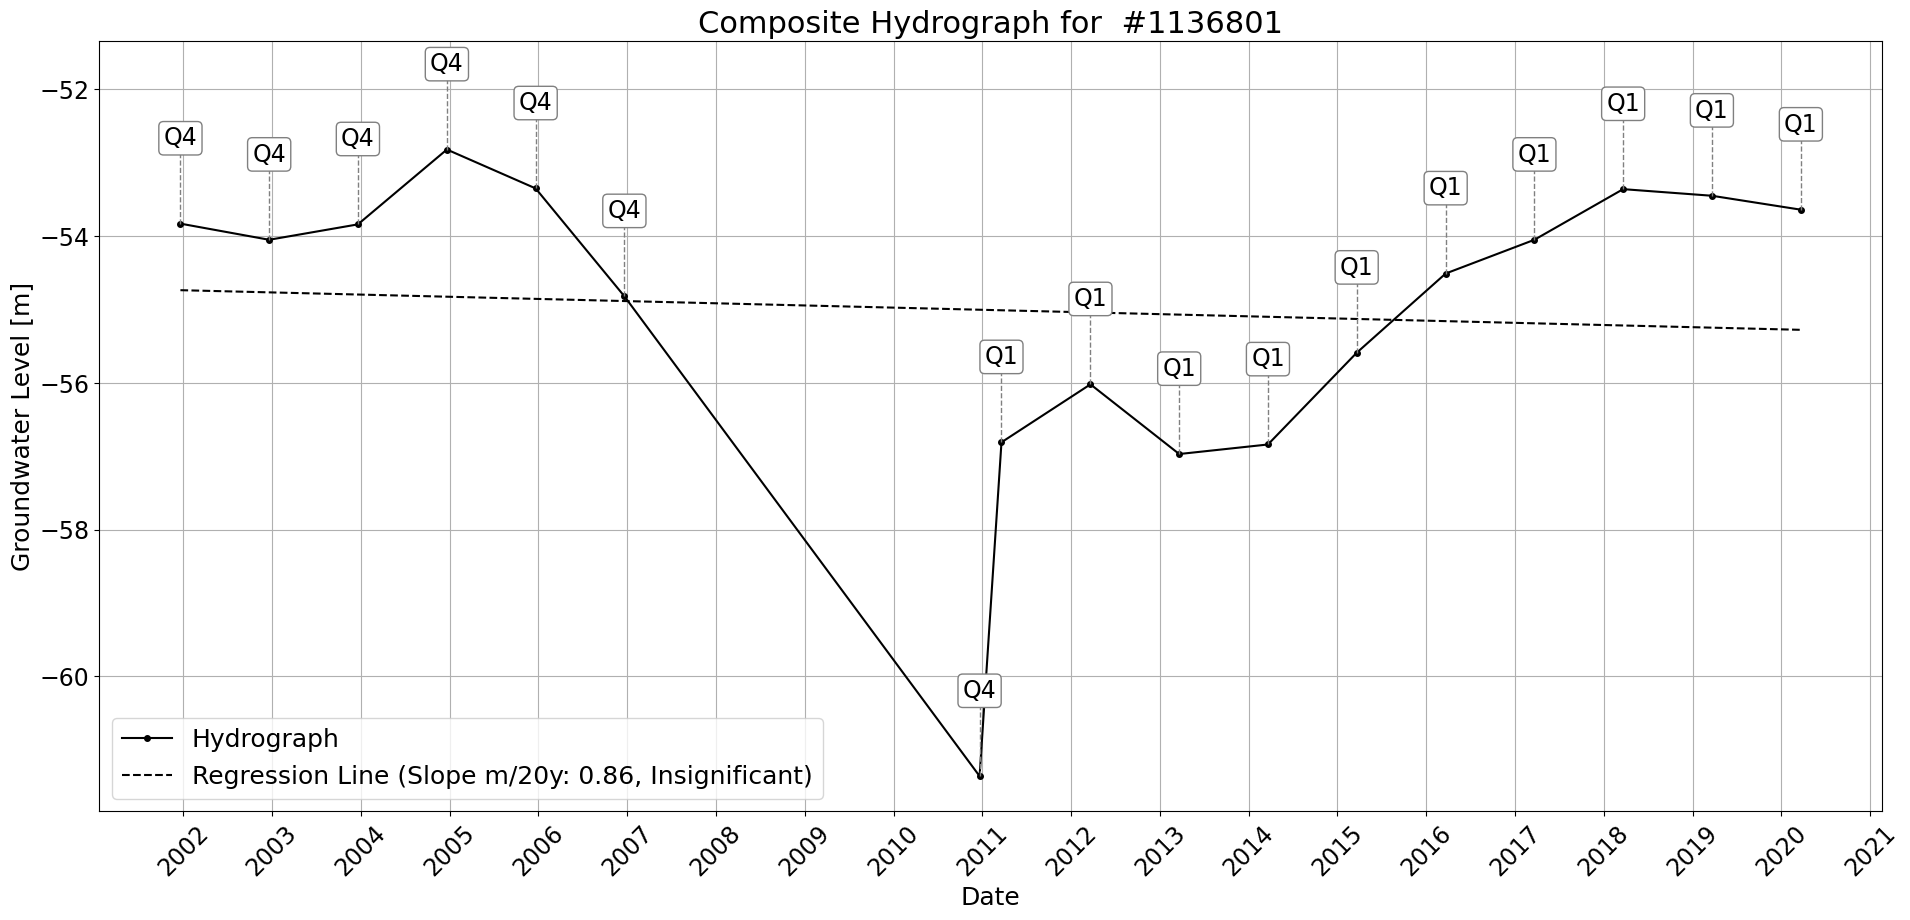 Composite Hydrograph for  #1136801
Groundwater Level [m]
−52
−54
−56
−58
−60
Q4
Q4
Q4
Q4
Q4
Q4
Q4
Q1
Q1
Q1
Q1
Q1
Q1
Q1
Q1
Q1
Q1
Hydrograph
Regression Line (Slope m/20y: 0.86, Insignificant)
2002
2003
2004
2005
2006
2007
2008
2009
2010
2011
2012
2013
2014
2015
2016
2017
2018
2019
2020
2021
Date